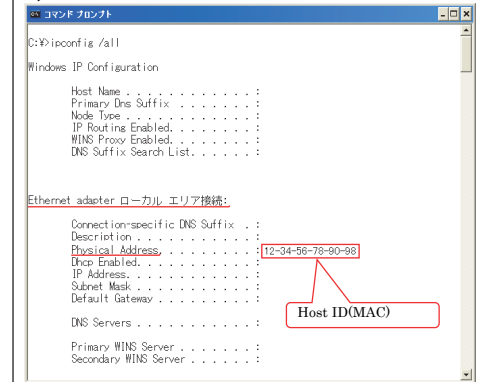 コマンド プロンプト
C:¥>ipconfig /all
Windows IP Configuration
Host Name . . . . . . . . . . . . :
Primary Dns Suffix . . . . . . . :
Node Type . . . . . . . . . . . . :
IP Routing Enabled. . . . . . . . :
WINS Proxy Enabled. . . . . . . . :
DNS Suffix Search List. . . . . . :
Ethernet adapter ローカル エリア接続:
Connection-specific DNS Suffix . :
Description . . . . . . . . . . . :
Physical Address. . . . . . . . . : 12-34-56-78-90-98
Dhcp Enabled. . . . . . . . . . . :
IP Address. . . . . . . . . . . . :
Subnet Mask . . . . . . . . . . . :
Default Gateway . . . . . . . . . :
Host ID(MAC)
DNS Servers . . . . . . . . . . . :
Primary WINS Server . . . . . . . :
Secondary WINS Server . . . . . . :